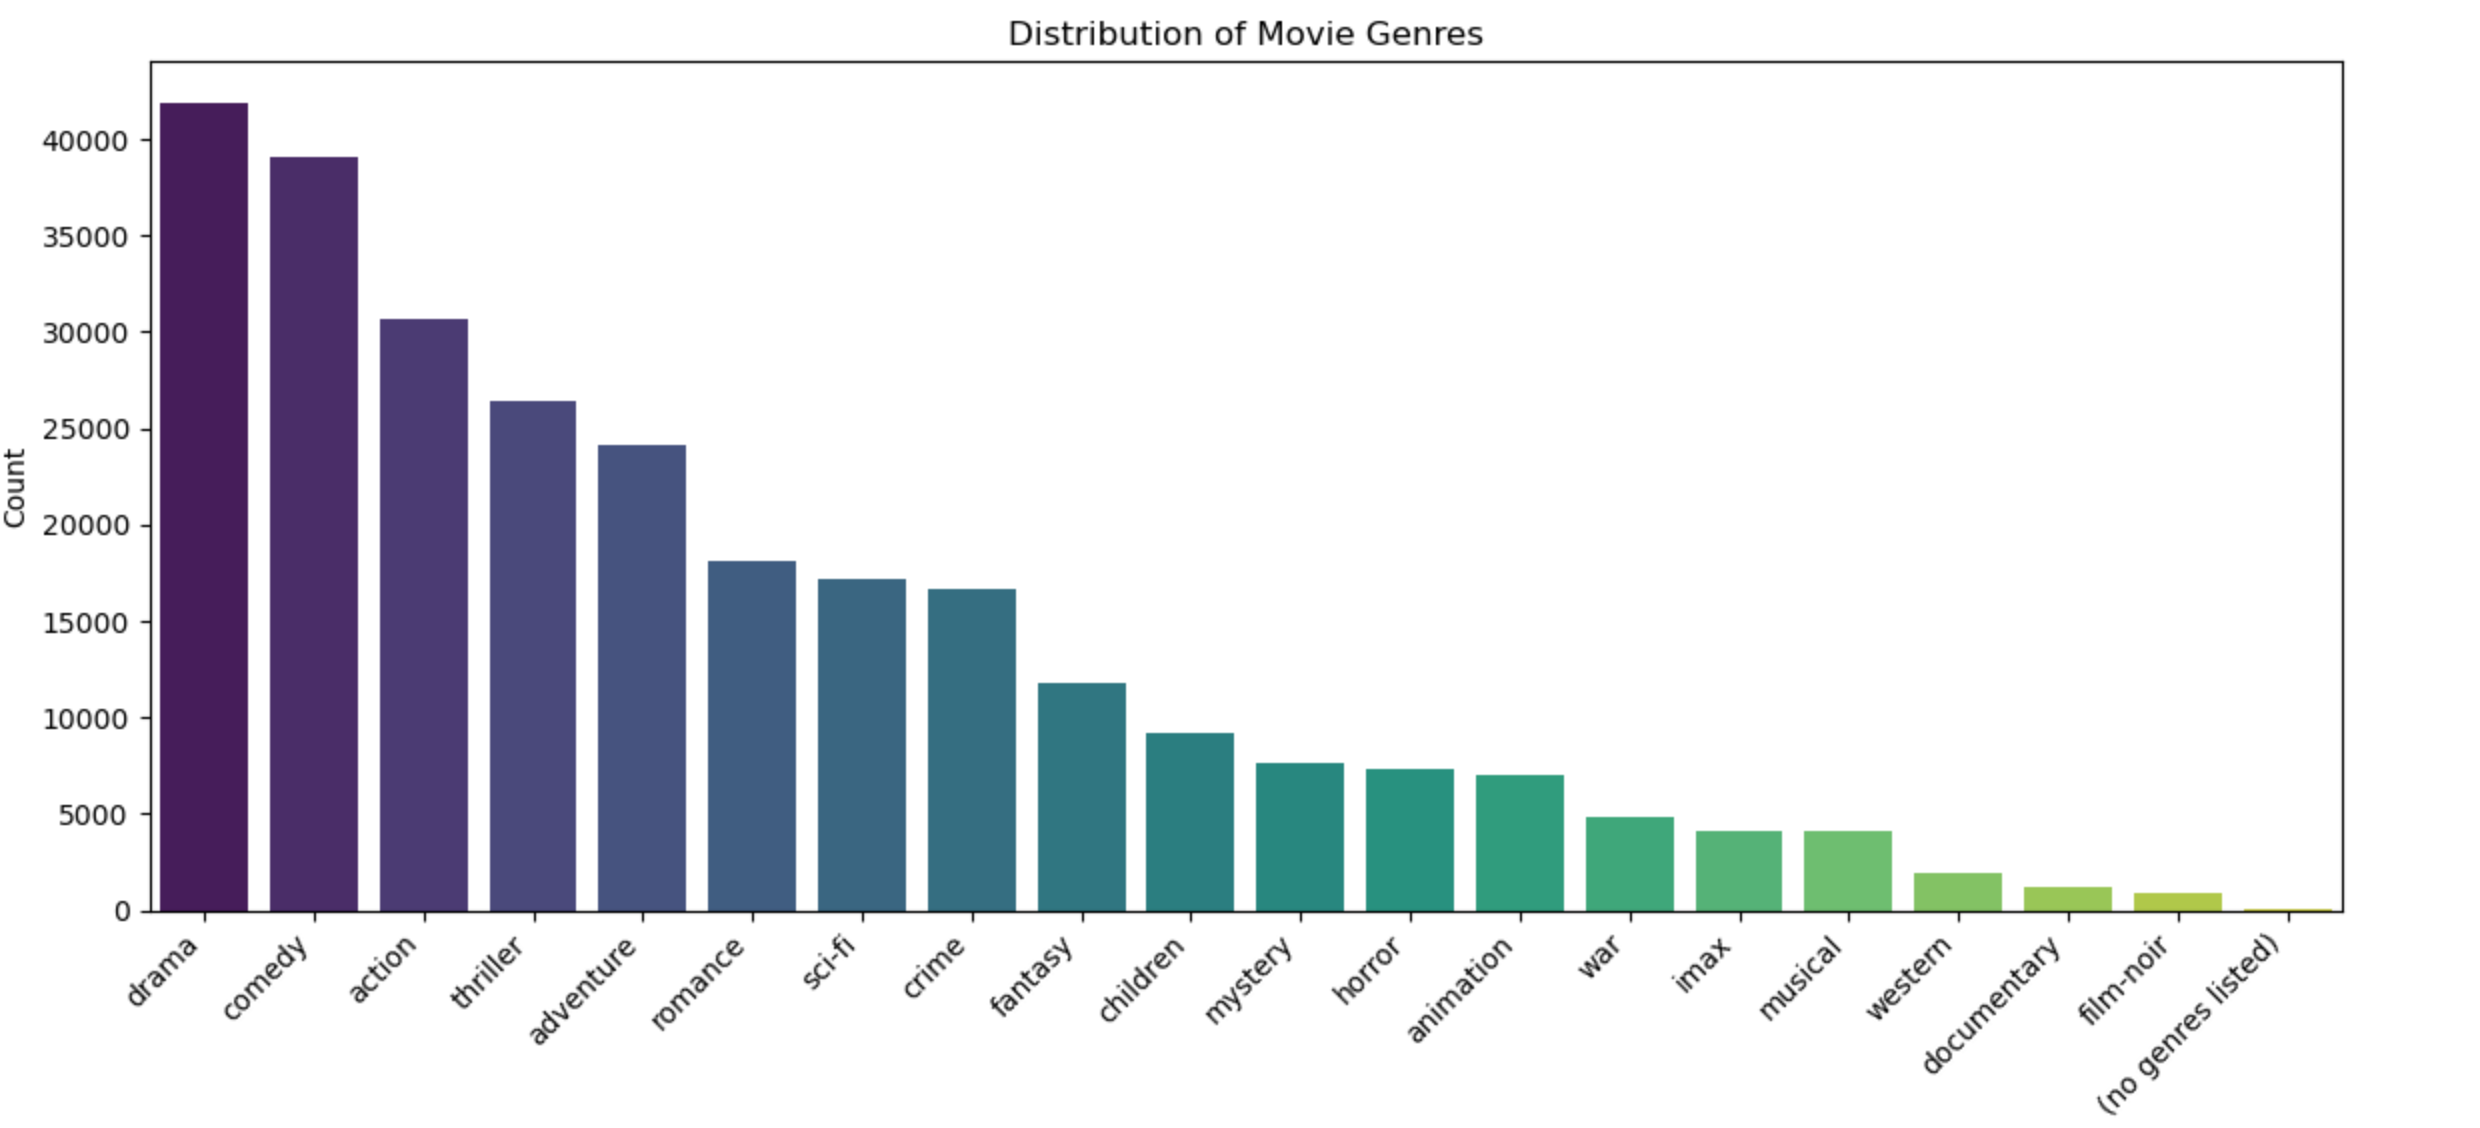 Distribution of Movie Genres
40000
35000
30000
25000
20000
15000
10000
5000
0
Count
drama
comedy
action
thriller
adventure
romance
sci-fi
crime
fantasy
children
mystery
horror
animation
war
imax
musical
western
documentary
film-noir
(no genres listed)